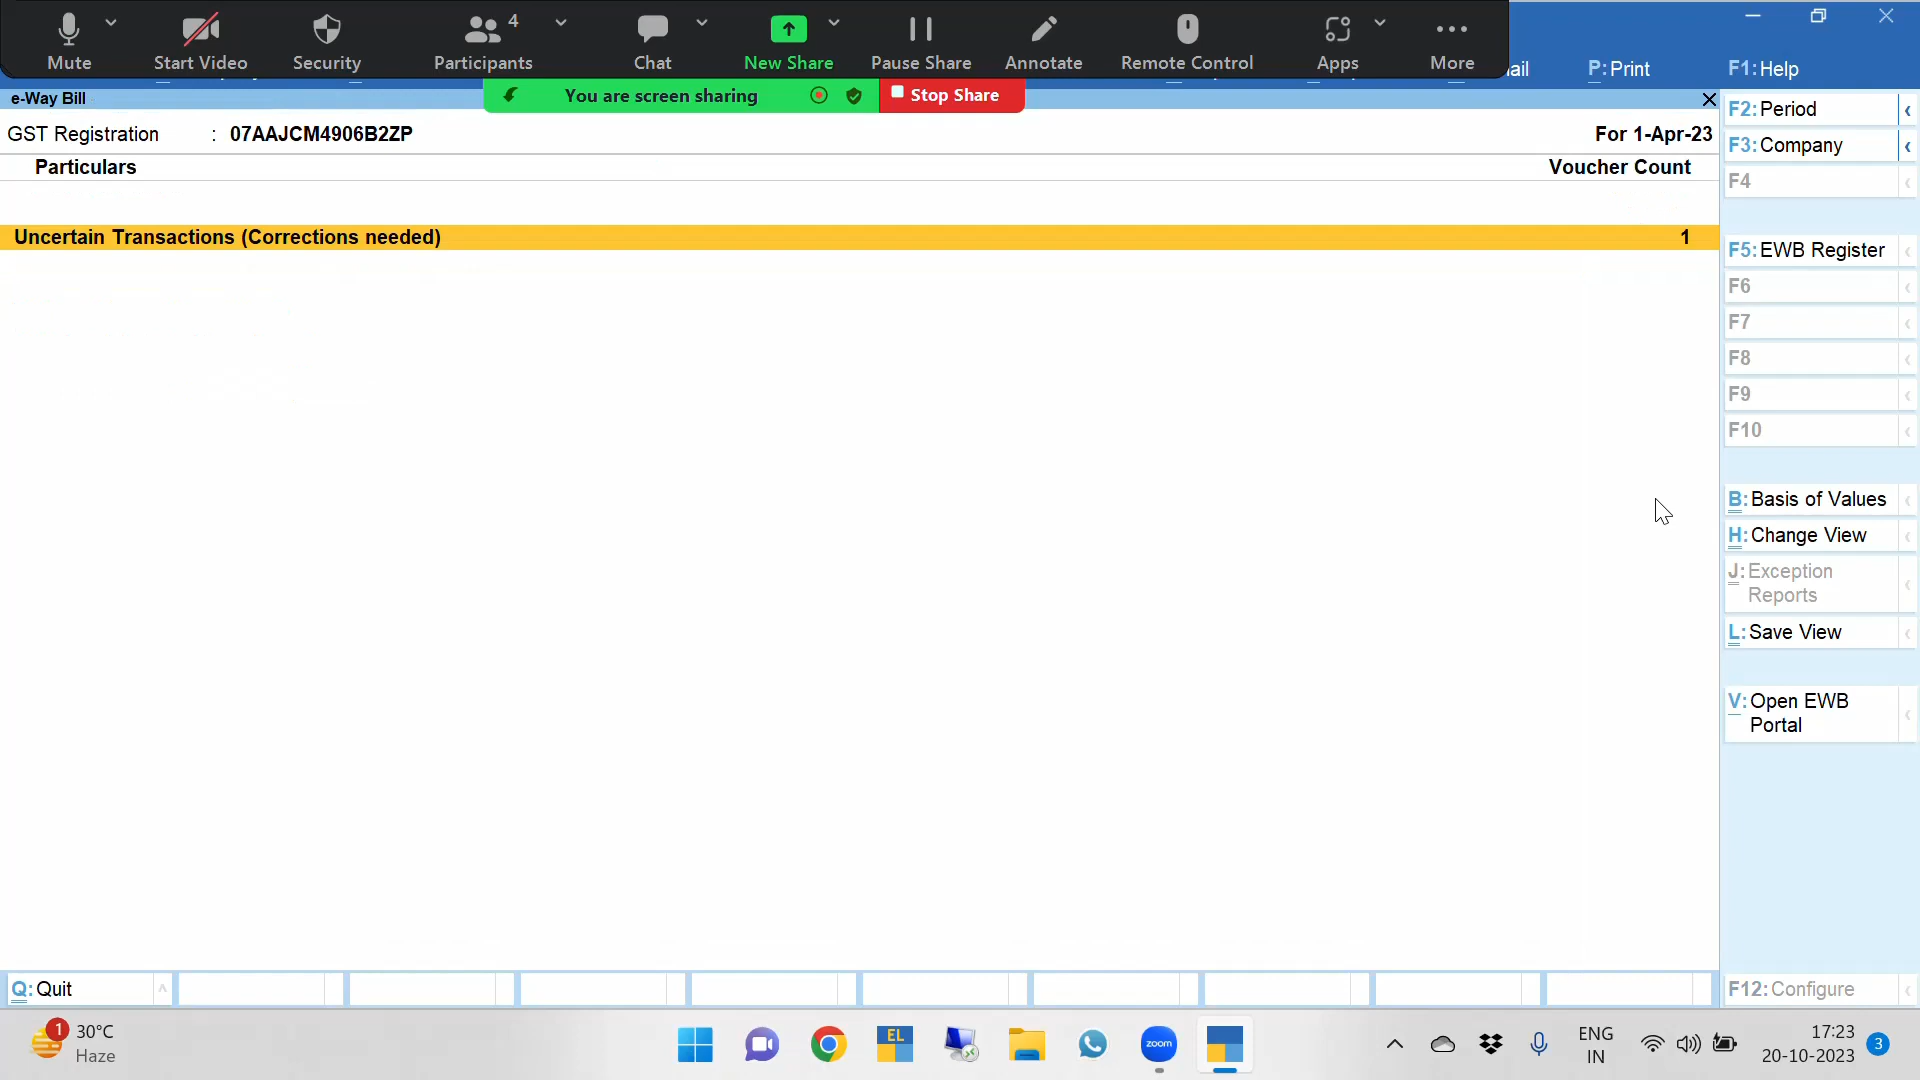 Mute
Start Video
Security
Participants
4
Chat
New Share
Pause Share
Annotate
Remote Control
Apps
More
ail
P: Print
F1: Help
You are screen sharing
Stop Share
e-Way Bill
GST Registration : 07AAJCM4906B2ZP
For 1-Apr-23
Particulars
Voucher Count
Uncertain Transactions (Corrections needed) 1
F2: Period
F3: Company
F4
F5: EWB Register
F6
F7
F8
F9
F10
B: Basis of Values
H: Change View
J: Exception
Reports
L: Save View
V: Open EWB
Portal
Q: Quit
F12: Configure
1
30°C
Haze
EL
zoom
ENG
IN
17:23
20-10-2023
3